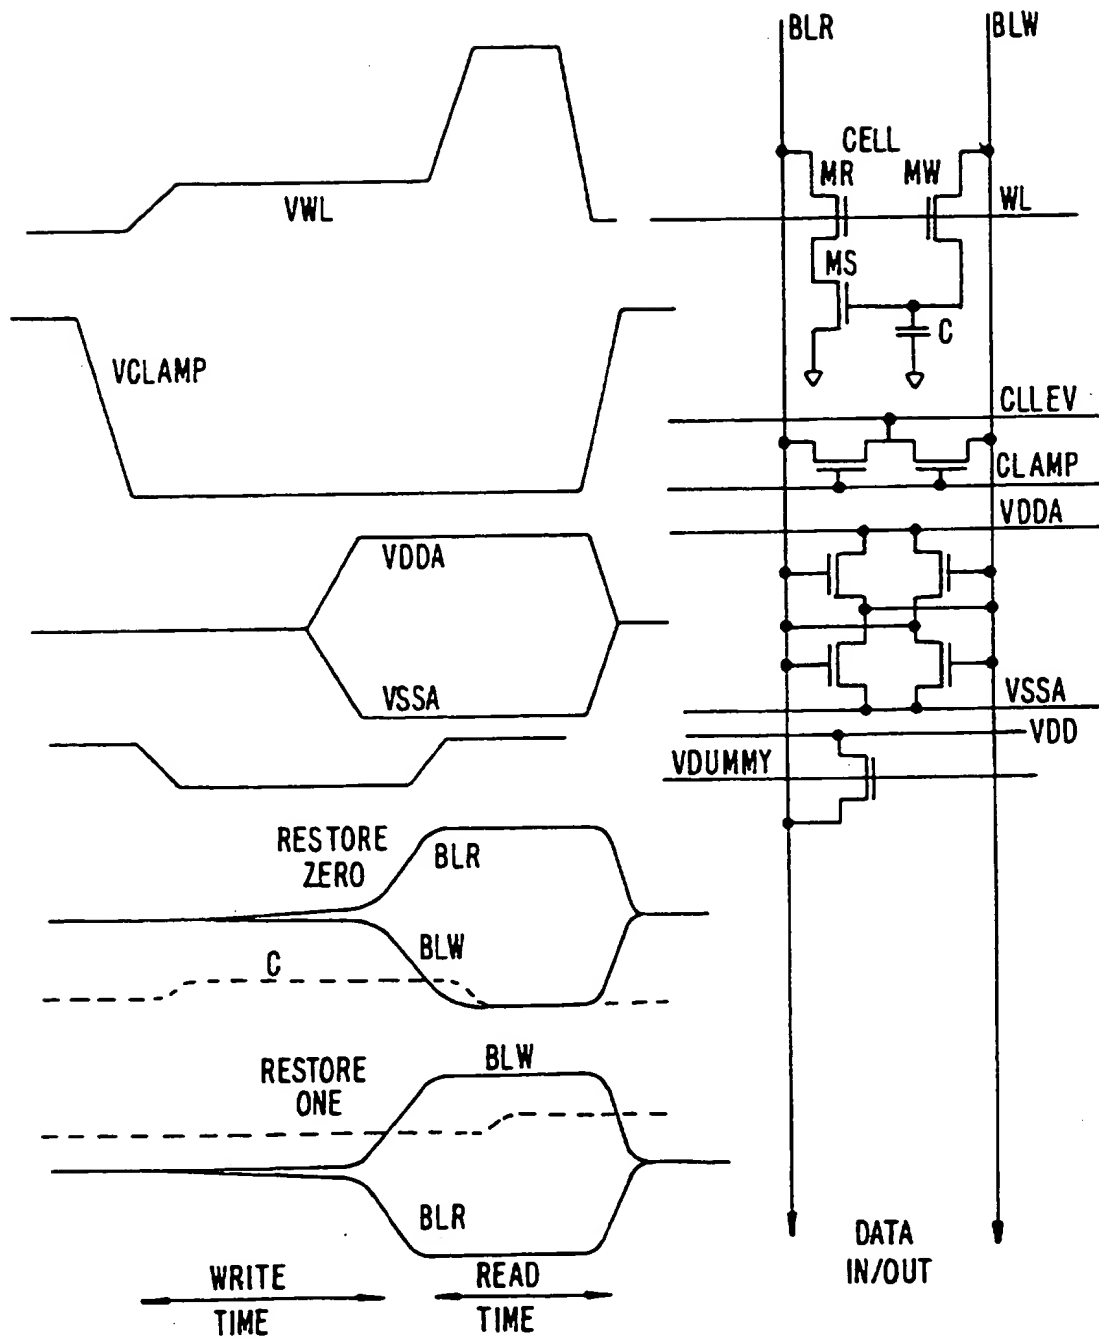 BLR
BLW
CELL
MR
MW
WL
VWL
MS
C
VCLAMP
CLLEV
CLAMP
VDDA
VDDA
VSSA
VSSA
VDD
VDUMMY
RESTORE
ZERO
BLR
BLW
C
RESTORE
ONE
BLW
BLR
DATA
IN/OUT
WRITE
TIME
READ
TIME